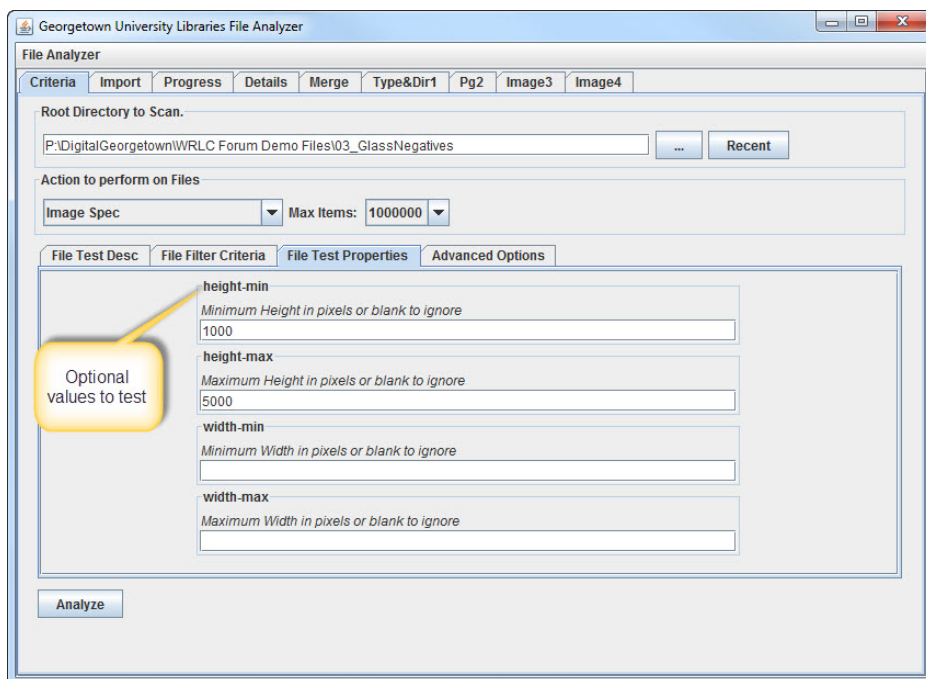 Georgetown University Libraries File Analyzer
File Analyzer
Criteria Import Progress Details Merge Type&Dir1 Pg2 Image3 Image4
Root Directory to Scan.
P:\DigitalGeorgetown\WRLC Forum Demo Files\03_GlassNegatives ... Recent
Action to perform on Files
Image Spec Max Items: 1000000
File Test Desc File Filter Criteria File Test Properties Advanced Options
height-min
Minimum Height in pixels or blank to ignore
1000
height-max
Maximum Height in pixels or blank to ignore
5000
Optional
values to test
width-min
Minimum Width in pixels or blank to ignore
width-max
Maximum Width in pixels or blank to ignore
Analyze